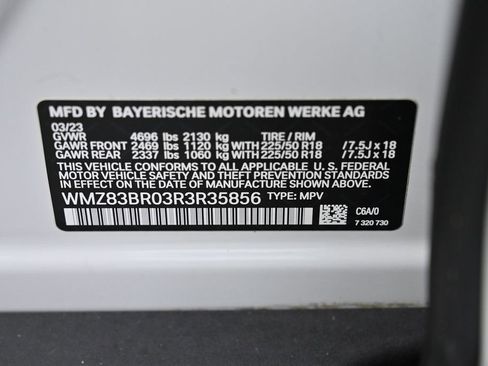 MFD BY BAYERISCHE MOTOREN WERKE AG
03/23
GVWR 4696 lbs 2130 kg TIRE / RIM
GAWR FRONT 2469 lbs 1120 kg WITH 225/50 R18 /7.5J x 18
GAWR REAR 2337 lbs 1060 kg WITH 225/50 R18 /7.5J x 18
THIS VEHICLE CONFORMS TO ALL APPLICABLE U. S. FEDERAL
MOTOR VEHICLE SAFETY AND THEFT PREVENTION STANDARDS
IN EFFECT ON THE DATE OF MANUFACTURE SHOWN ABOVE.
WMZ83BR03R3R35856 TYPE: MPV
C6A/0
7 320 730